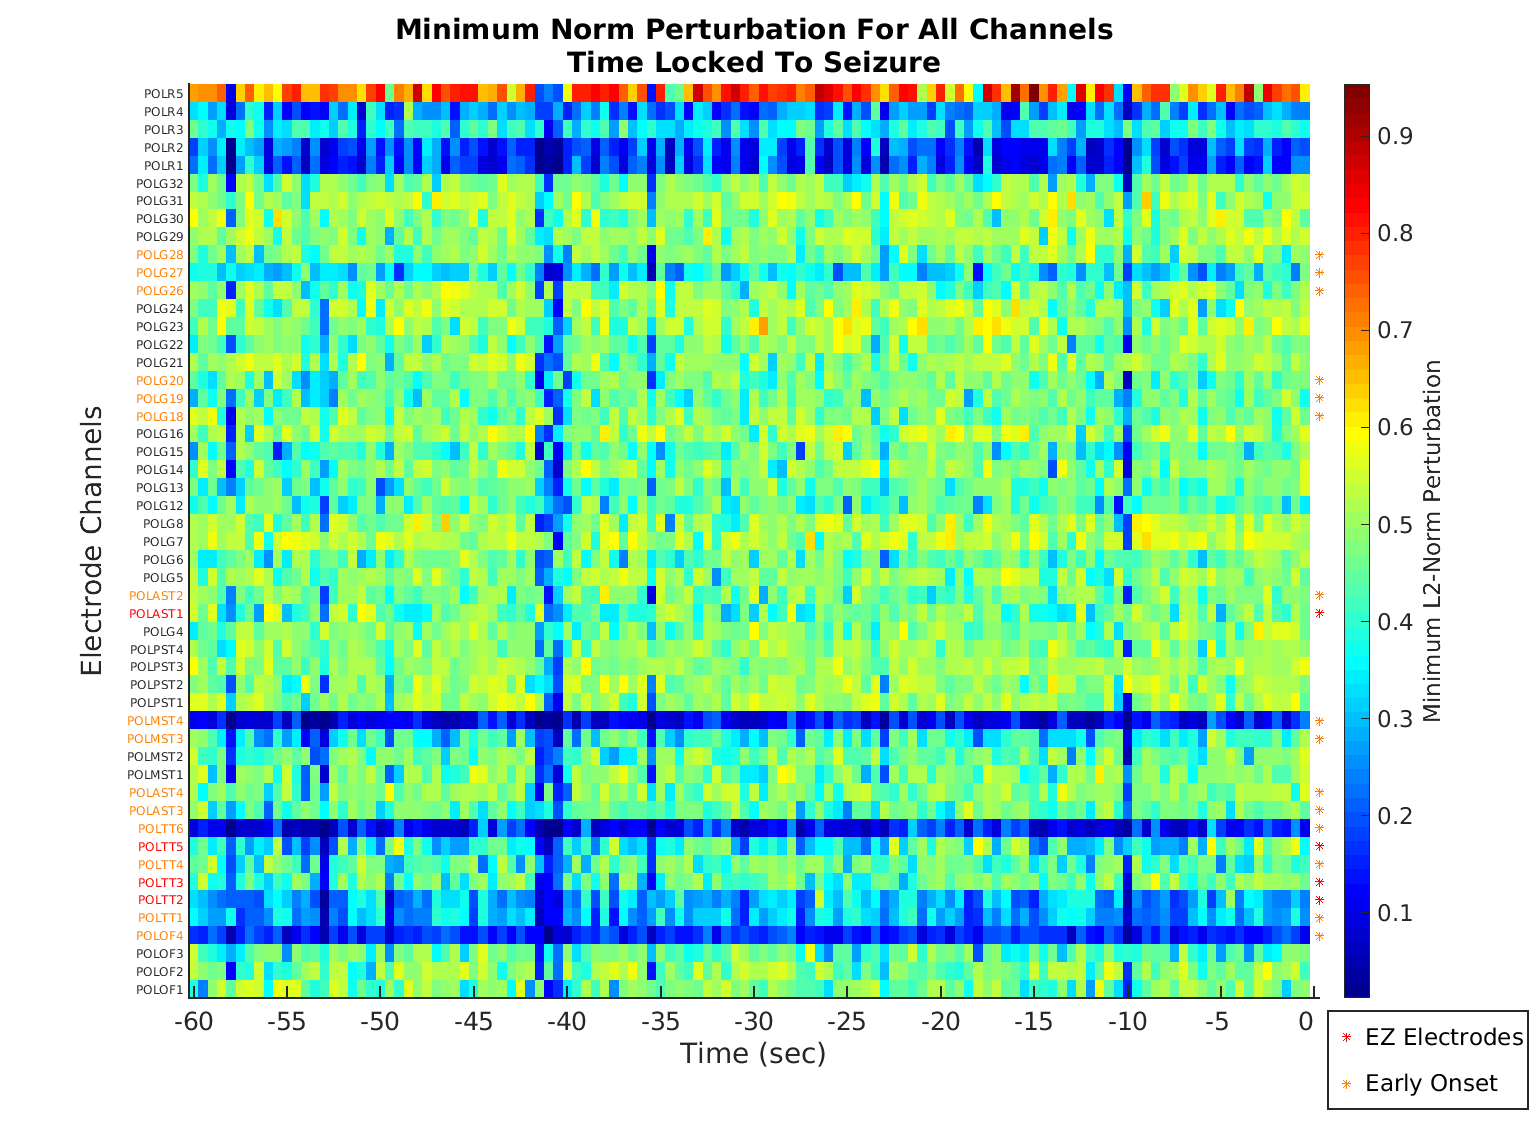 Minimum Norm Perturbation For All Channels
Time Locked To Seizure
Electrode Channels
POLR5
POLR4
POLR3
POLR2
POLR1
POLG32
POLG31
POLG30
POLG29
POLG28
POLG27
POLG26
POLG24
POLG23
POLG22
POLG21
POLG20
POLG19
POLG18
POLG16
POLG15
POLG14
POLG13
POLG12
POLG8
POLG7
POLG6
POLG5
POLAST2
POLAST1
POLG4
POLPST4
POLPST3
POLPST2
POLPST1
POLMST4
POLMST3
POLMST2
POLMST1
POLAST4
POLAST3
POLTT6
POLTT5
POLTT4
POLTT3
POLTT2
POLTT1
POLOF4
POLOF3
POLOF2
POLOF1
-60 -55 -50 -45 -40 -35 -30 -25 -20 -15 -10 -5 0
Time (sec)
0.9
0.8
0.7
0.6
0.5
0.4
0.3
0.2
0.1
Minimum L2-Norm Perturbation
EZ Electrodes
Early Onset